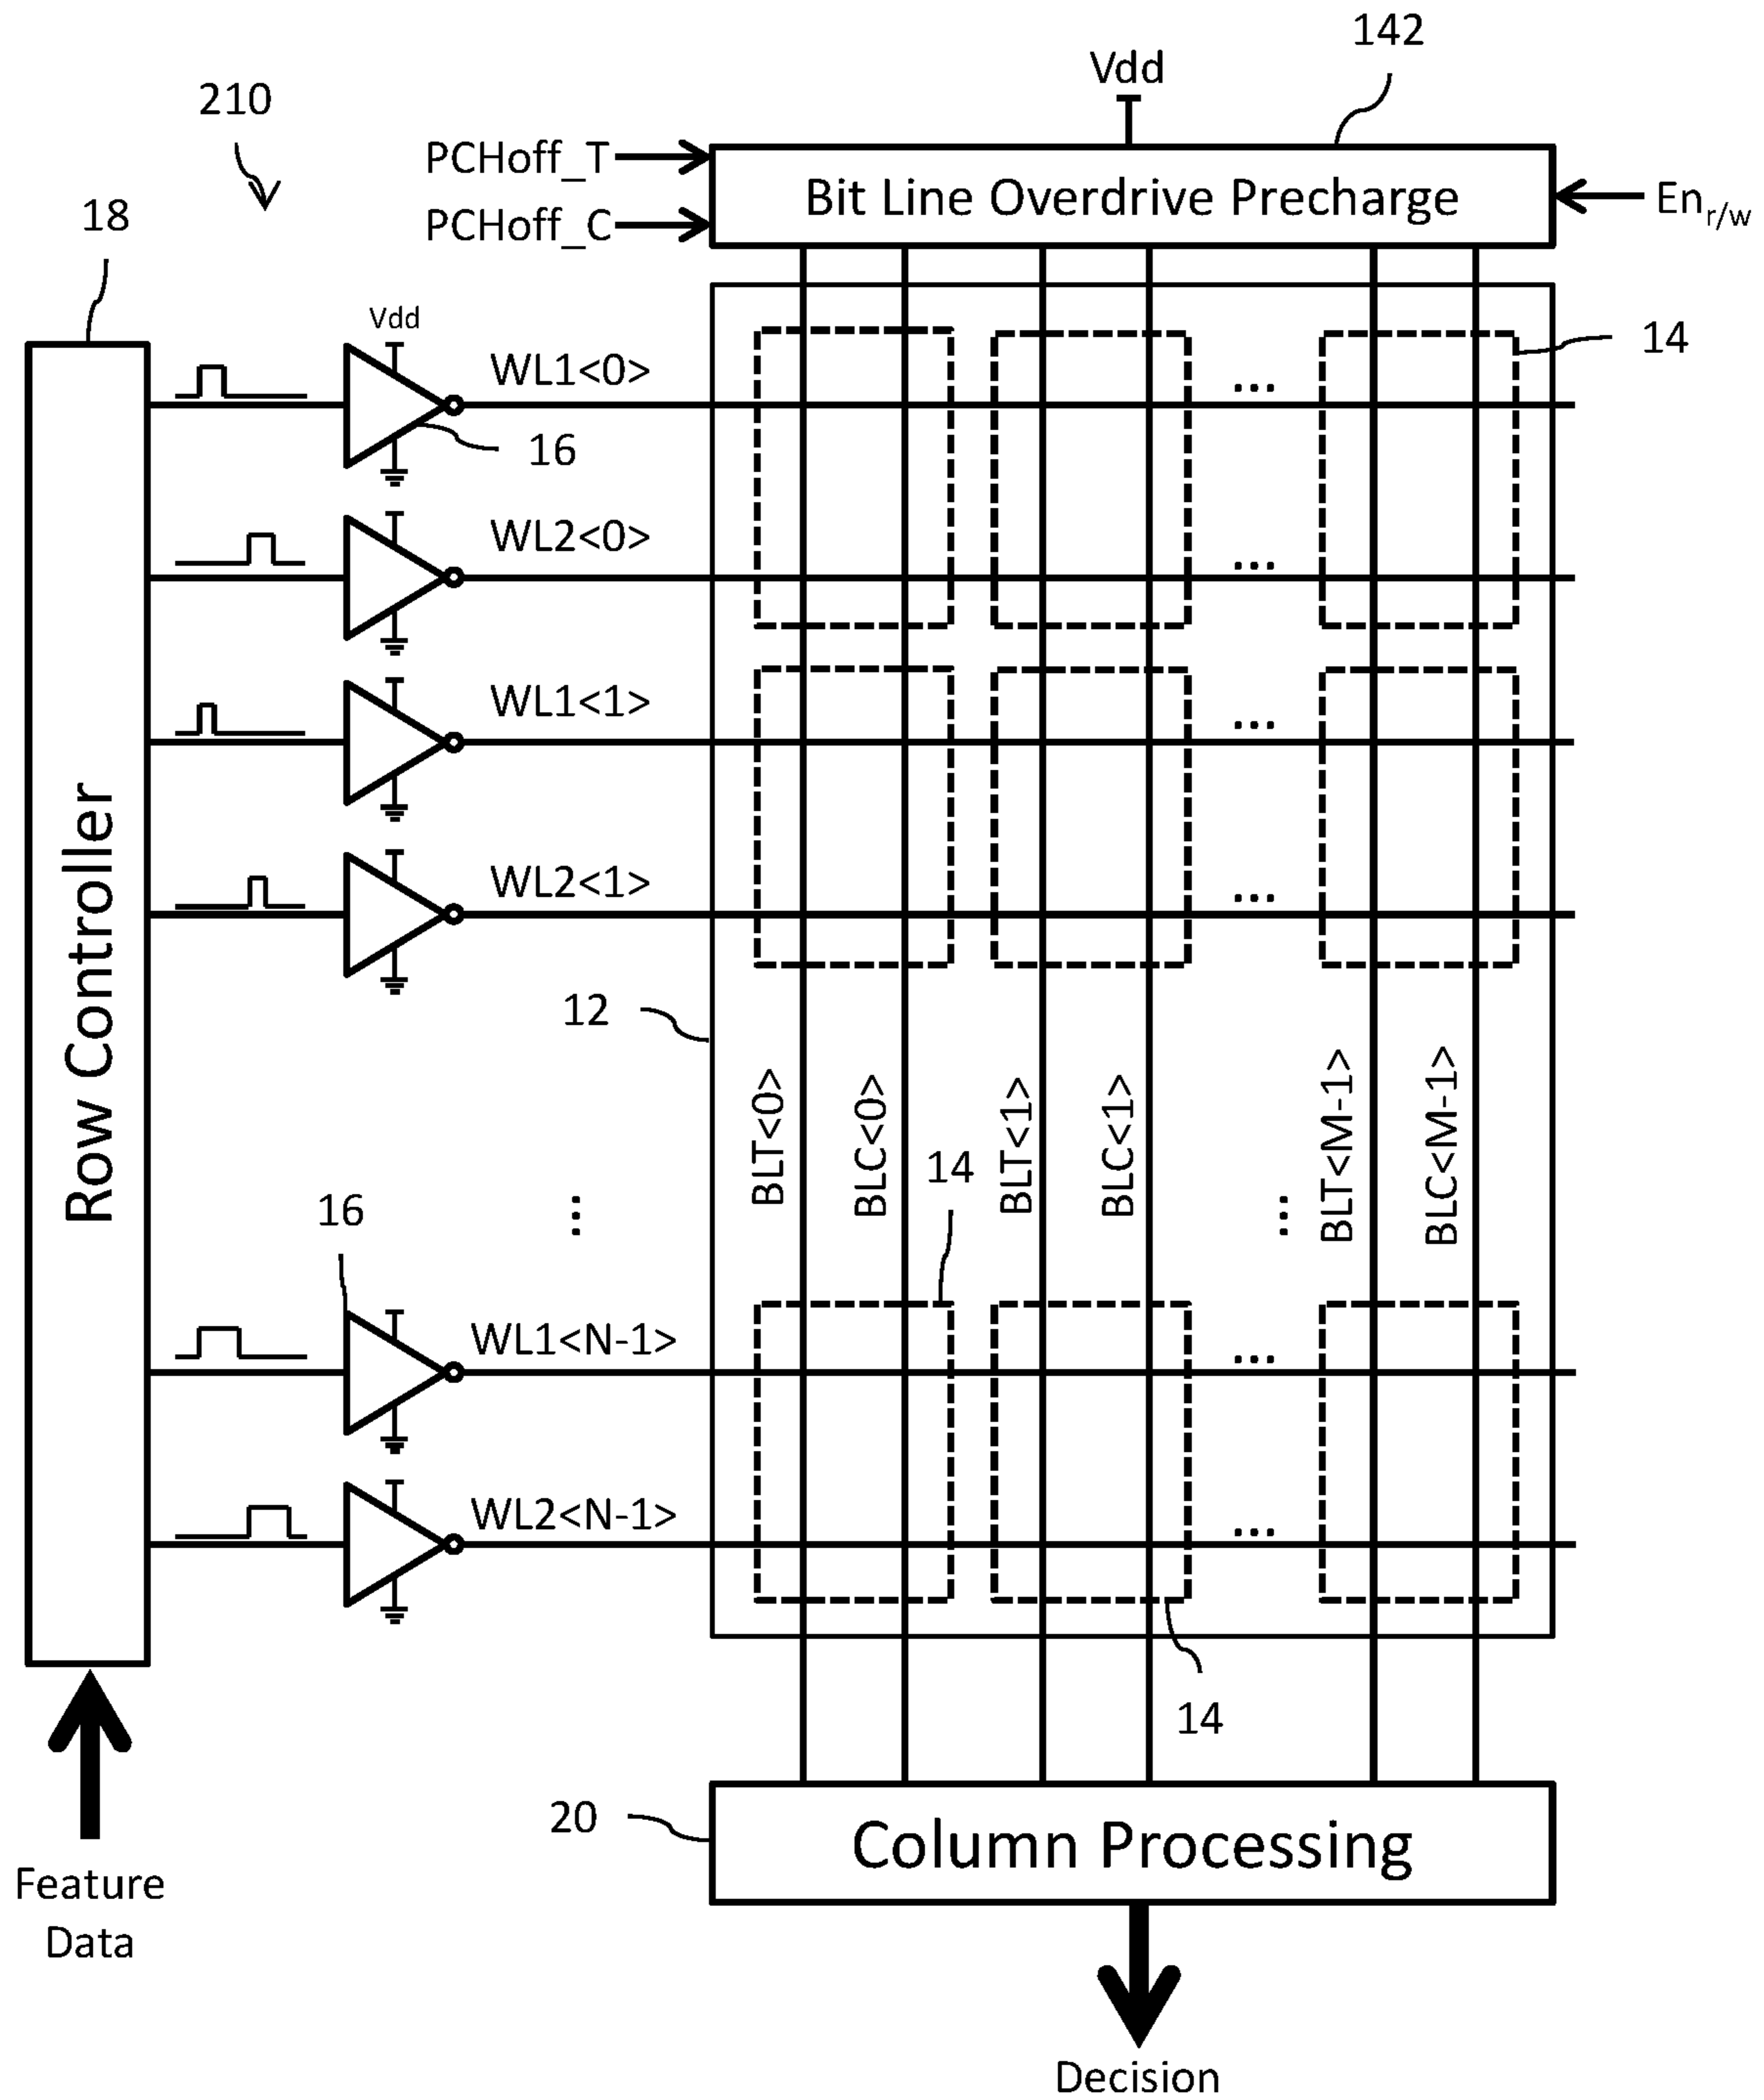 142
Vdd
210
PCHoff_T
Bit Line Overdrive Precharge
PCHoff_C
En r/w
18
Vdd
14
WL1<0>
16
WL2<0>
WL1<1>
WL2<1>
Row Controller
12
BLT<0>
BLC<0>
BLT<1>
BLC<1>
BLT<M-1>
BLC<M-1>
14
16
...
WL1<N-1>
WL2<N-1>
14
20
Column Processing
Feature
Data
Decision